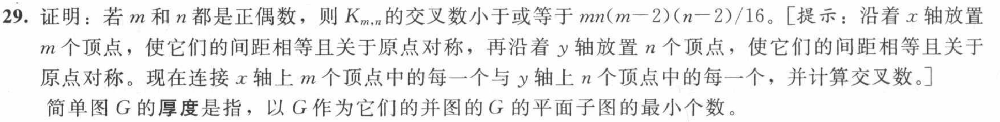 29. 证明：若 m 和 n 都是正偶数，则 Kₘ,ₙ的交叉数小于或等于 mn(m－2)(n－2)/16。[提示：沿着 x 轴放置
m 个顶点，使它们的间距相等且关于原点对称，再沿着 y 轴放置 n 个顶点，使它们的间距相等且关于
原点对称。现在连接 x 轴上 m 个顶点中的每一个与 y 轴上 n 个顶点中的每一个，并计算交叉数。]
简单图 G 的厚度是指，以 G 作为它们的并图的 G 的平面子图的最小个数。